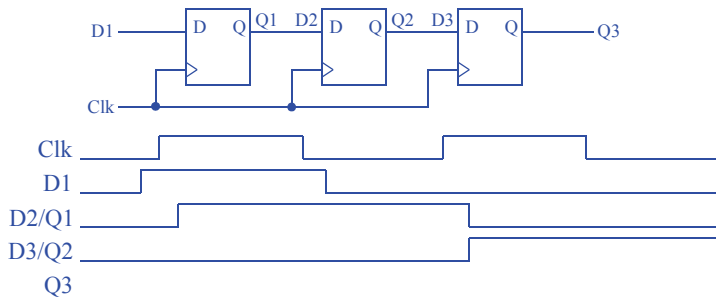 D1 D Q Q1 D2 D Q Q2 D3 D Q Q3
Clk
Clk
D1
D2/Q1
D3/Q2
Q3